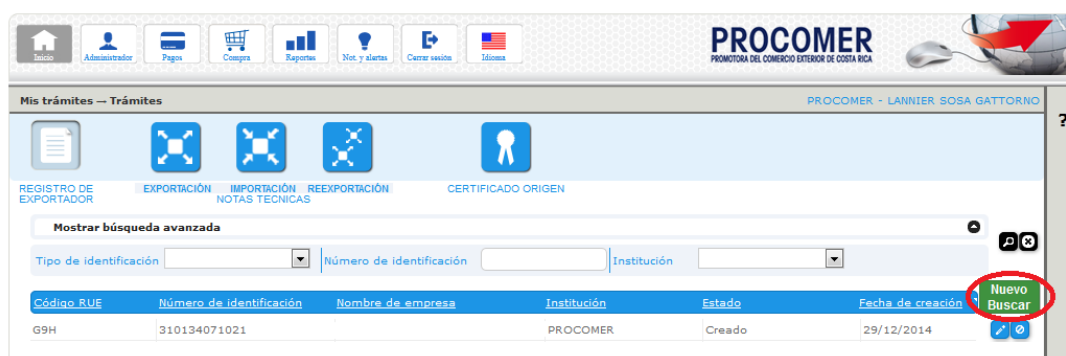 Inicio Administrador Pagos Compra Reportes Not. y alertas Cerrar sesión Idioma
PROCOMER
PROMOTORA DEL COMERCIO EXTERIOR DE COSTA RICA
Mis trámites — Trámites PROCOMER - LANNIER SOSA GATTORNO
?
REGISTRO DE EXPORTADOR
EXPORTACIÓN IMPORTACIÓN REEXPORTACIÓN
NOTAS TECNICAS
CERTIFICADO ORIGEN
Mostrar búsqueda avanzada
Tipo de identificación Número de identificación Institución
Código RUE Número de identificación Nombre de empresa Institución Estado Fecha de creación
Nuevo
Buscar
G9H 310134071021 PROCOMER Creado 29/12/2014